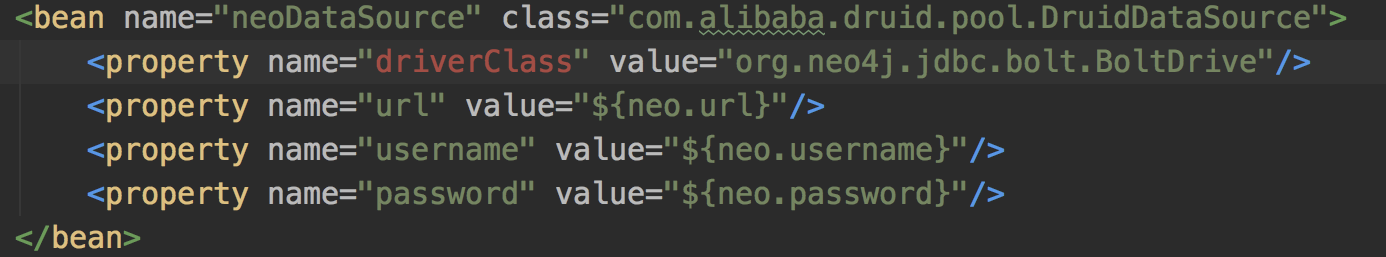 <bean name="neoDataSource" class="com.alibaba.druid.pool.DruidDataSource">
<property name="driverClass" value="org.neo4j.jdbc.bolt.BoltDrive"/>
<property name="url" value="${neo.url}"/>
<property name="username" value="${neo.username}"/>
<property name="password" value="${neo.password}"/>
</bean>